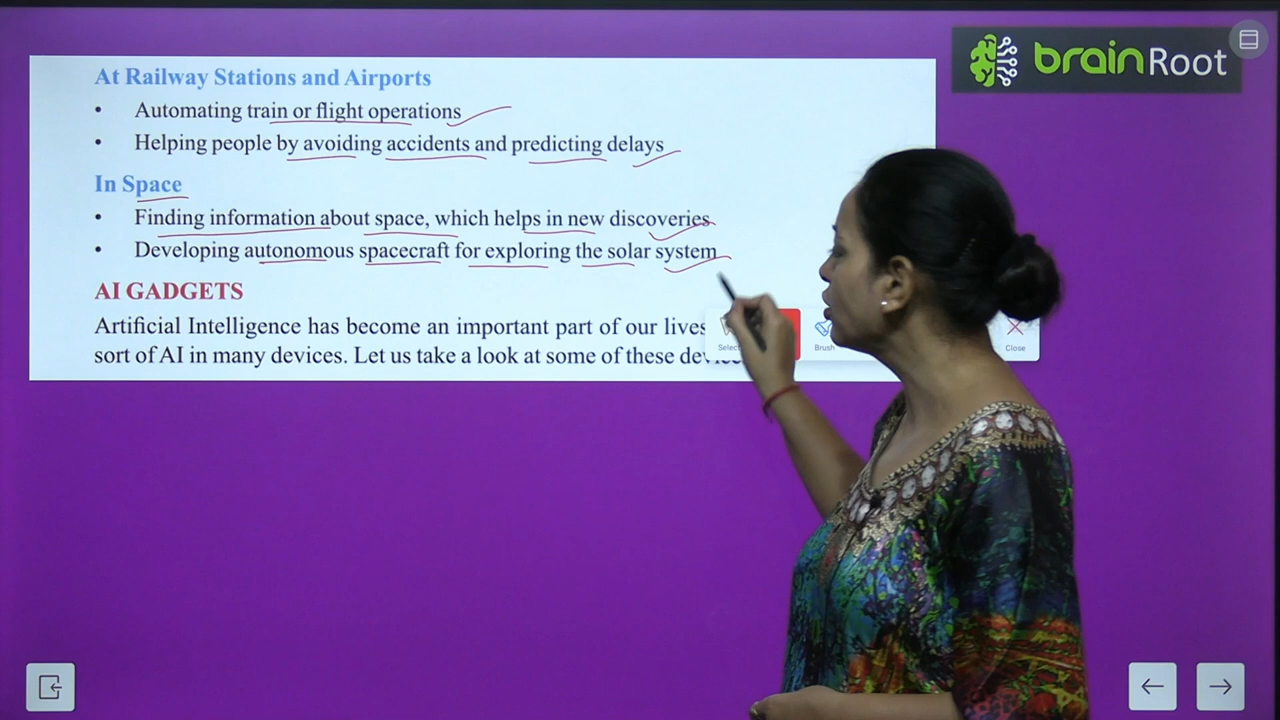 At Railway Stations and Airports
• Automating train or flight operations
• Helping people by avoiding accidents and predicting delays
In Space
• Finding information about space, which helps in new discoveries
• Developing autonomous spacecraft for exploring the solar system
AI GADGETS
Artificial Intelligence has become an important part of our lives
sort of AI in many devices. Let us take a look at some of these
brainRoot
Select
Brush
Close